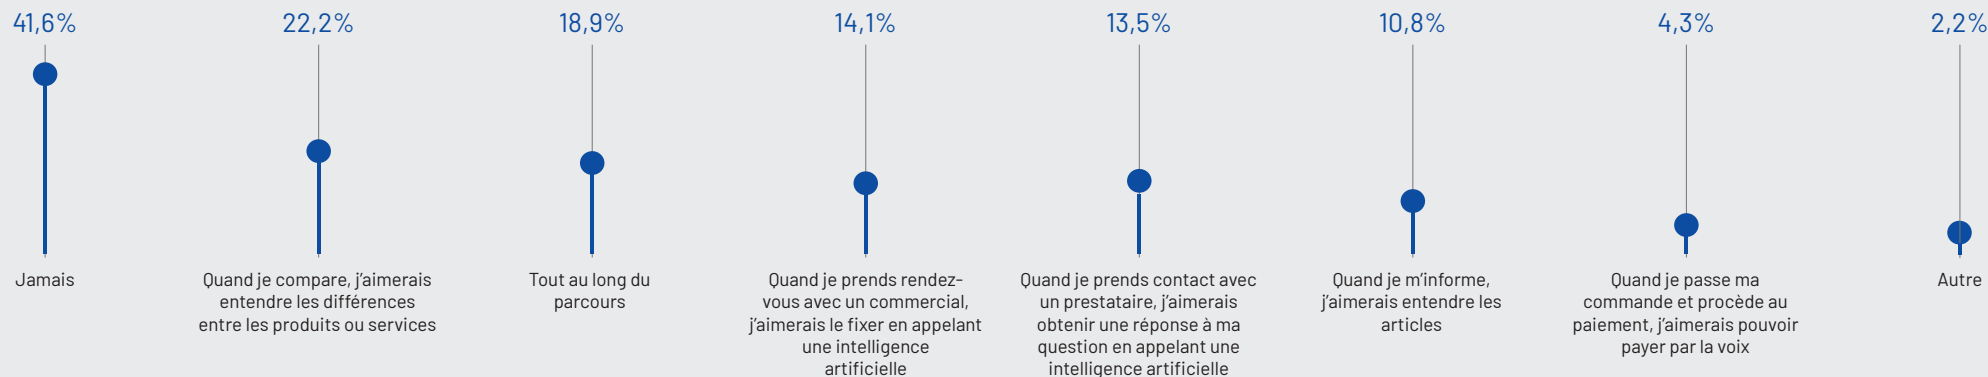 41,6%
22,2%
18,9%
14,1%
13,5%
10,8%
4,3%
2,2%
Jamais
Quand je compare, j’aimerais
entendre les différences
entre les produits ou services
Tout au long du
parcours
Quand je prends rendez-
vous avec un commercial,
j’aimerais le fixer en appelant
une intelligence
artificielle
Quand je prends contact avec
un prestataire, j’aimerais
obtenir une réponse à ma
question en appelant une
intelligence artificielle
Quand je m’informe,
j’aimerais entendre les
articles
Quand je passe ma
commande et procède au
paiement, j’aimerais pouvoir
payer par la voix
Autre